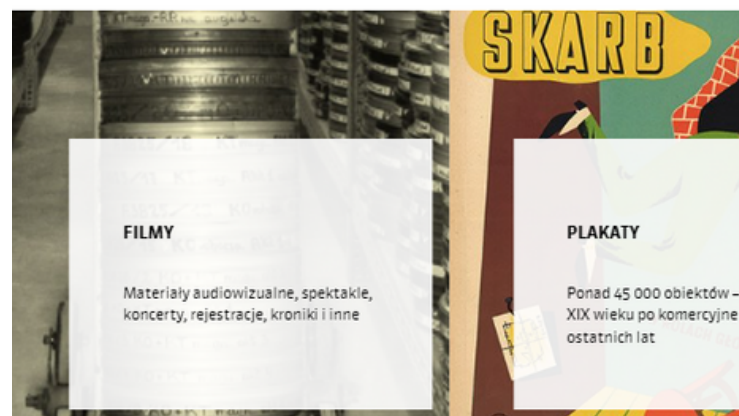 SKARB
FILMY
Materiały audiowizualne, spektakle,
koncerty, rejestracje, kroniki i inne
PLAKATY
Ponad 45 000 obiektów –
XIX wieku po komercyjne
ostatnich lat